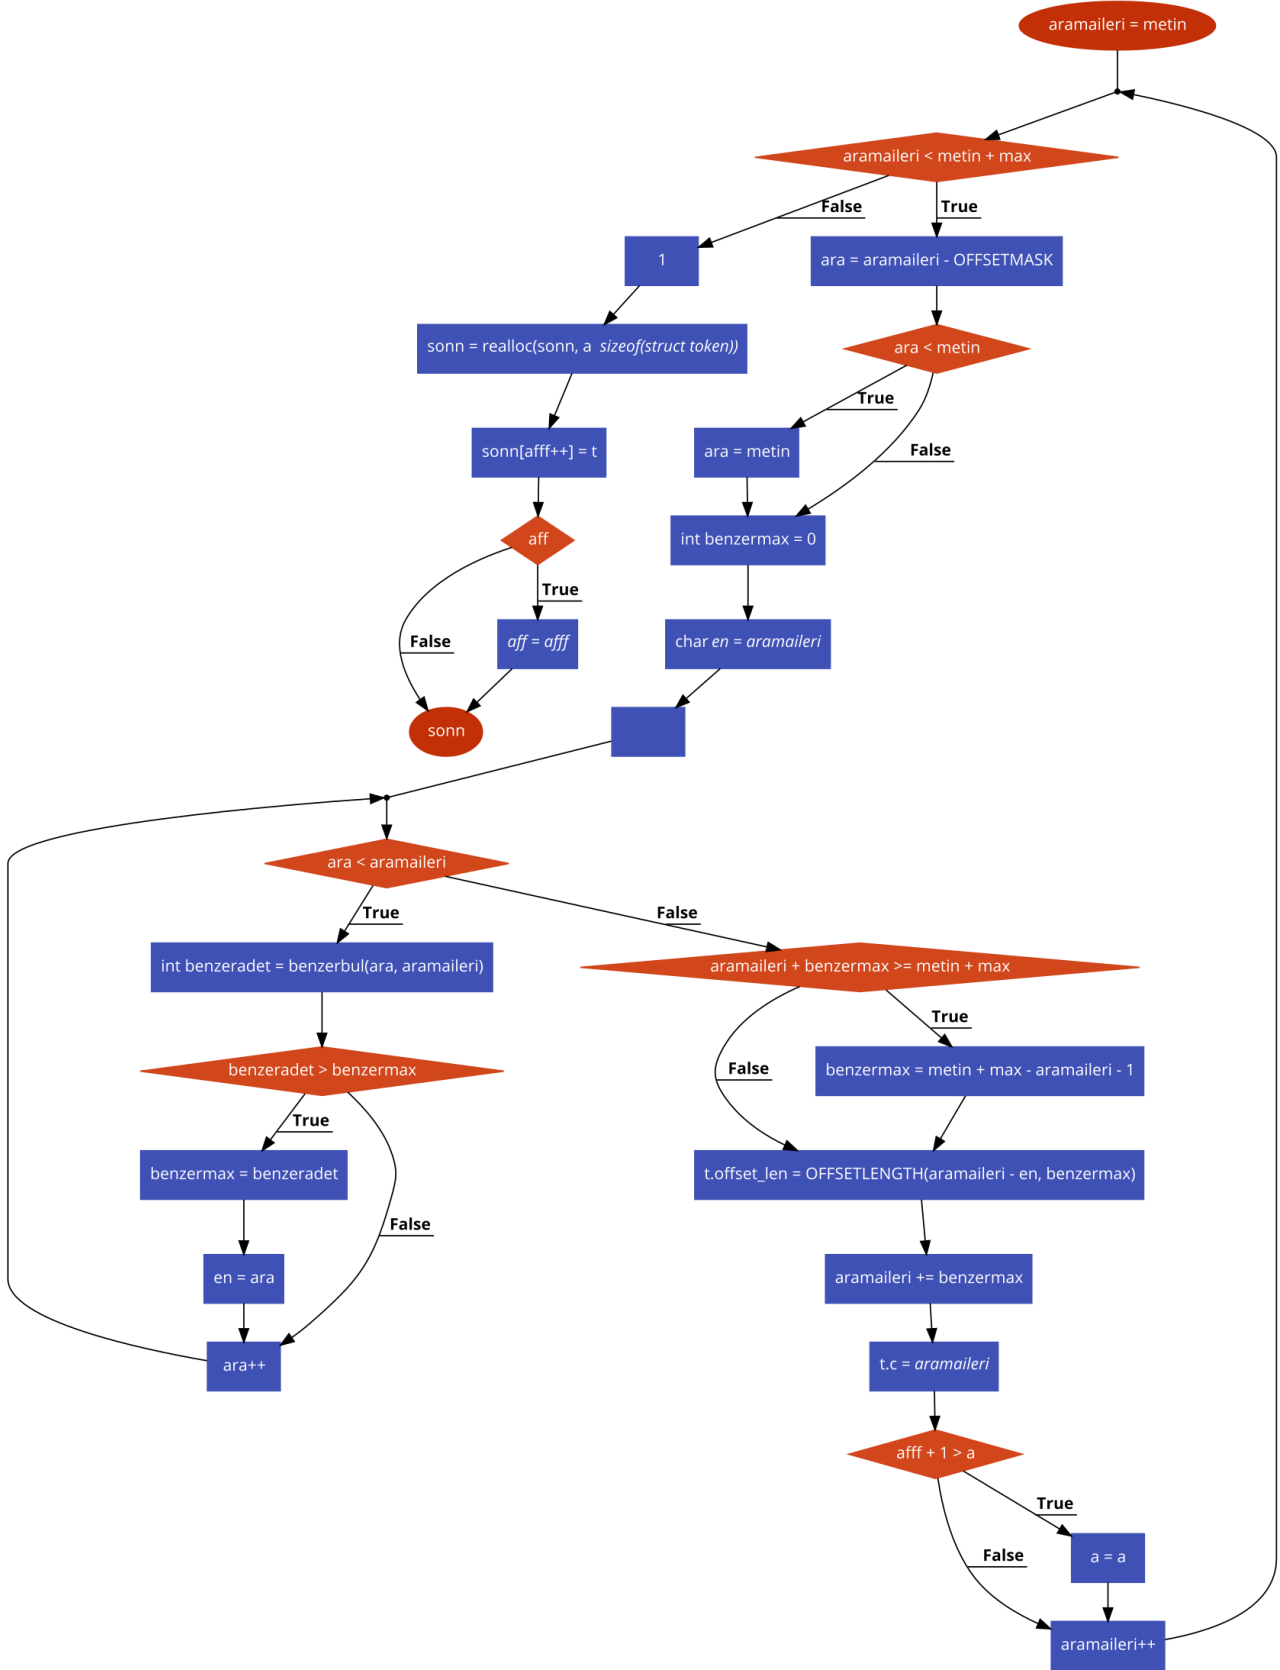 aramaileri = metin
aramaileri < metin + max
False
True
1
ara = aramaileri - OFFSETMASK
sonn = realloc(sonn, a sizeof(struct token))
ara < metin
True
sonn[afff++] = t
ara = metin
False
aff
int benzermax = 0
True
False
aff = afff
char en = aramaileri
sonn
ara < aramaileri
True
False
int benzeradet = benzerbul(ara, aramaileri)
aramaileri + benzermax >= metin + max
True
benzeradet > benzermax
False
benzermax = metin + max - aramaileri - 1
True
benzermax = benzeradet
t.offset_len = OFFSETLENGTH(aramaileri - en, benzermax)
False
en = ara
aramaileri += benzermax
ara++
t.c = aramaileri
afff + 1 > a
True
False
a = a
aramaileri++